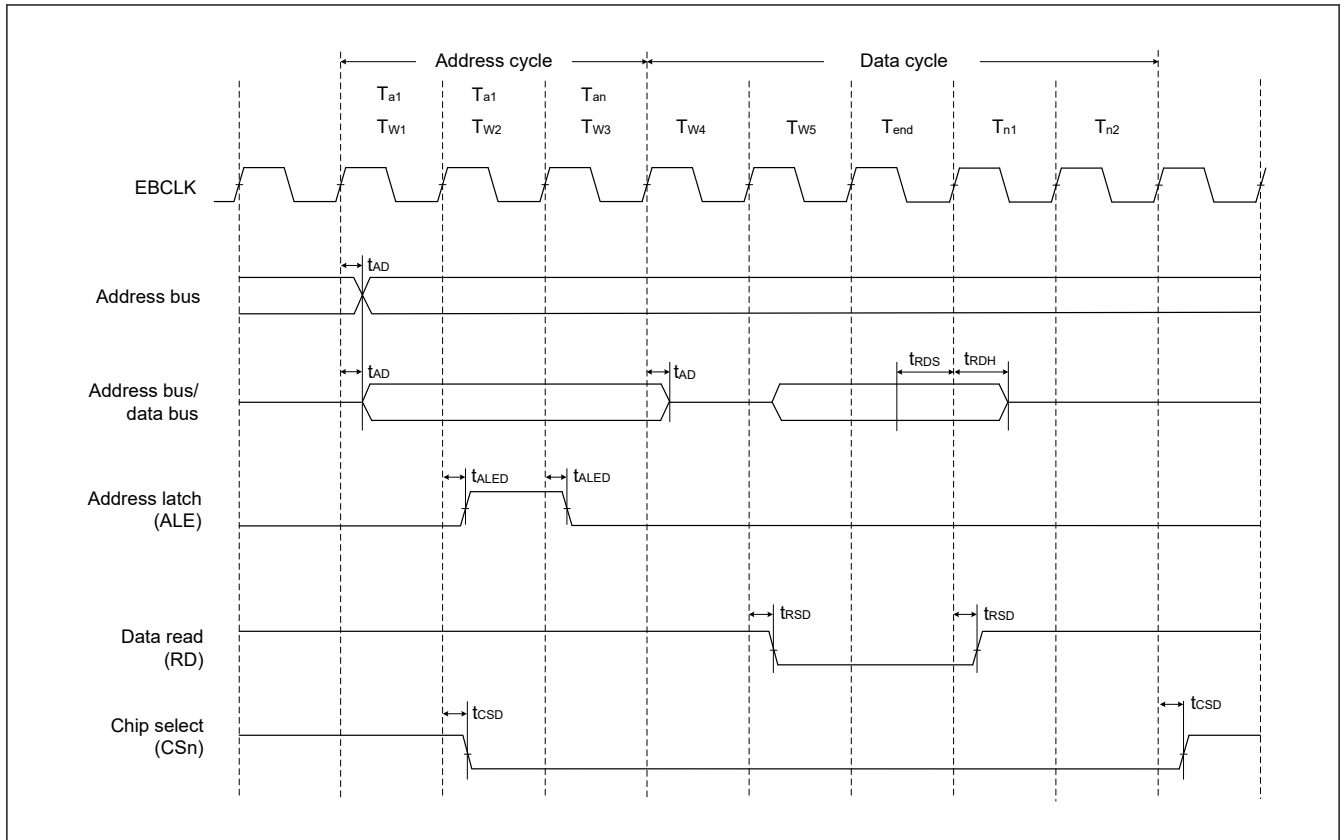 Address cycle Data cycle
Ta1 Ta1 Tan
TW1 TW2 TW3 TW4 TW5 Tend Tn1 Tn2
EBCLK
tAD
Address bus
tRDS tRDH
tAD tAD
Address bus/
data bus
tALED tALED
Address latch
(ALE)
tRSD tRSD
Data read
(RD)
tCSD tCSD
Chip select
(CSn)